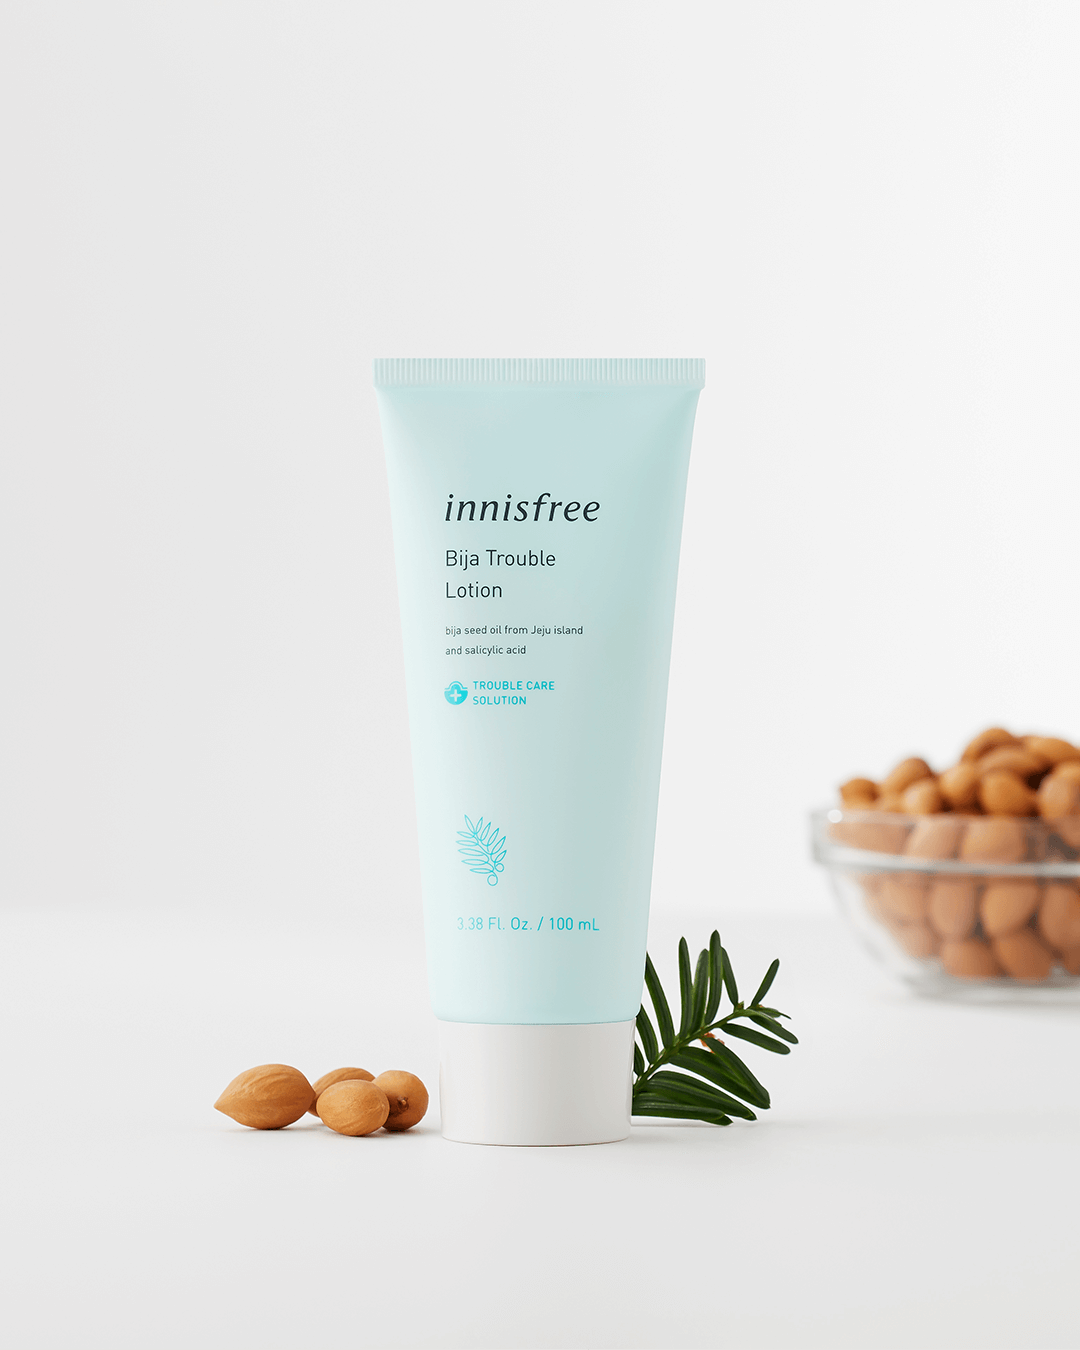 innisfree
Bija Trouble
Lotion
bija seed oil from Jeju island
and salicylic acid
TROUBLE CARE
SOLUTION
3.38 Fl. Oz. / 100 mL